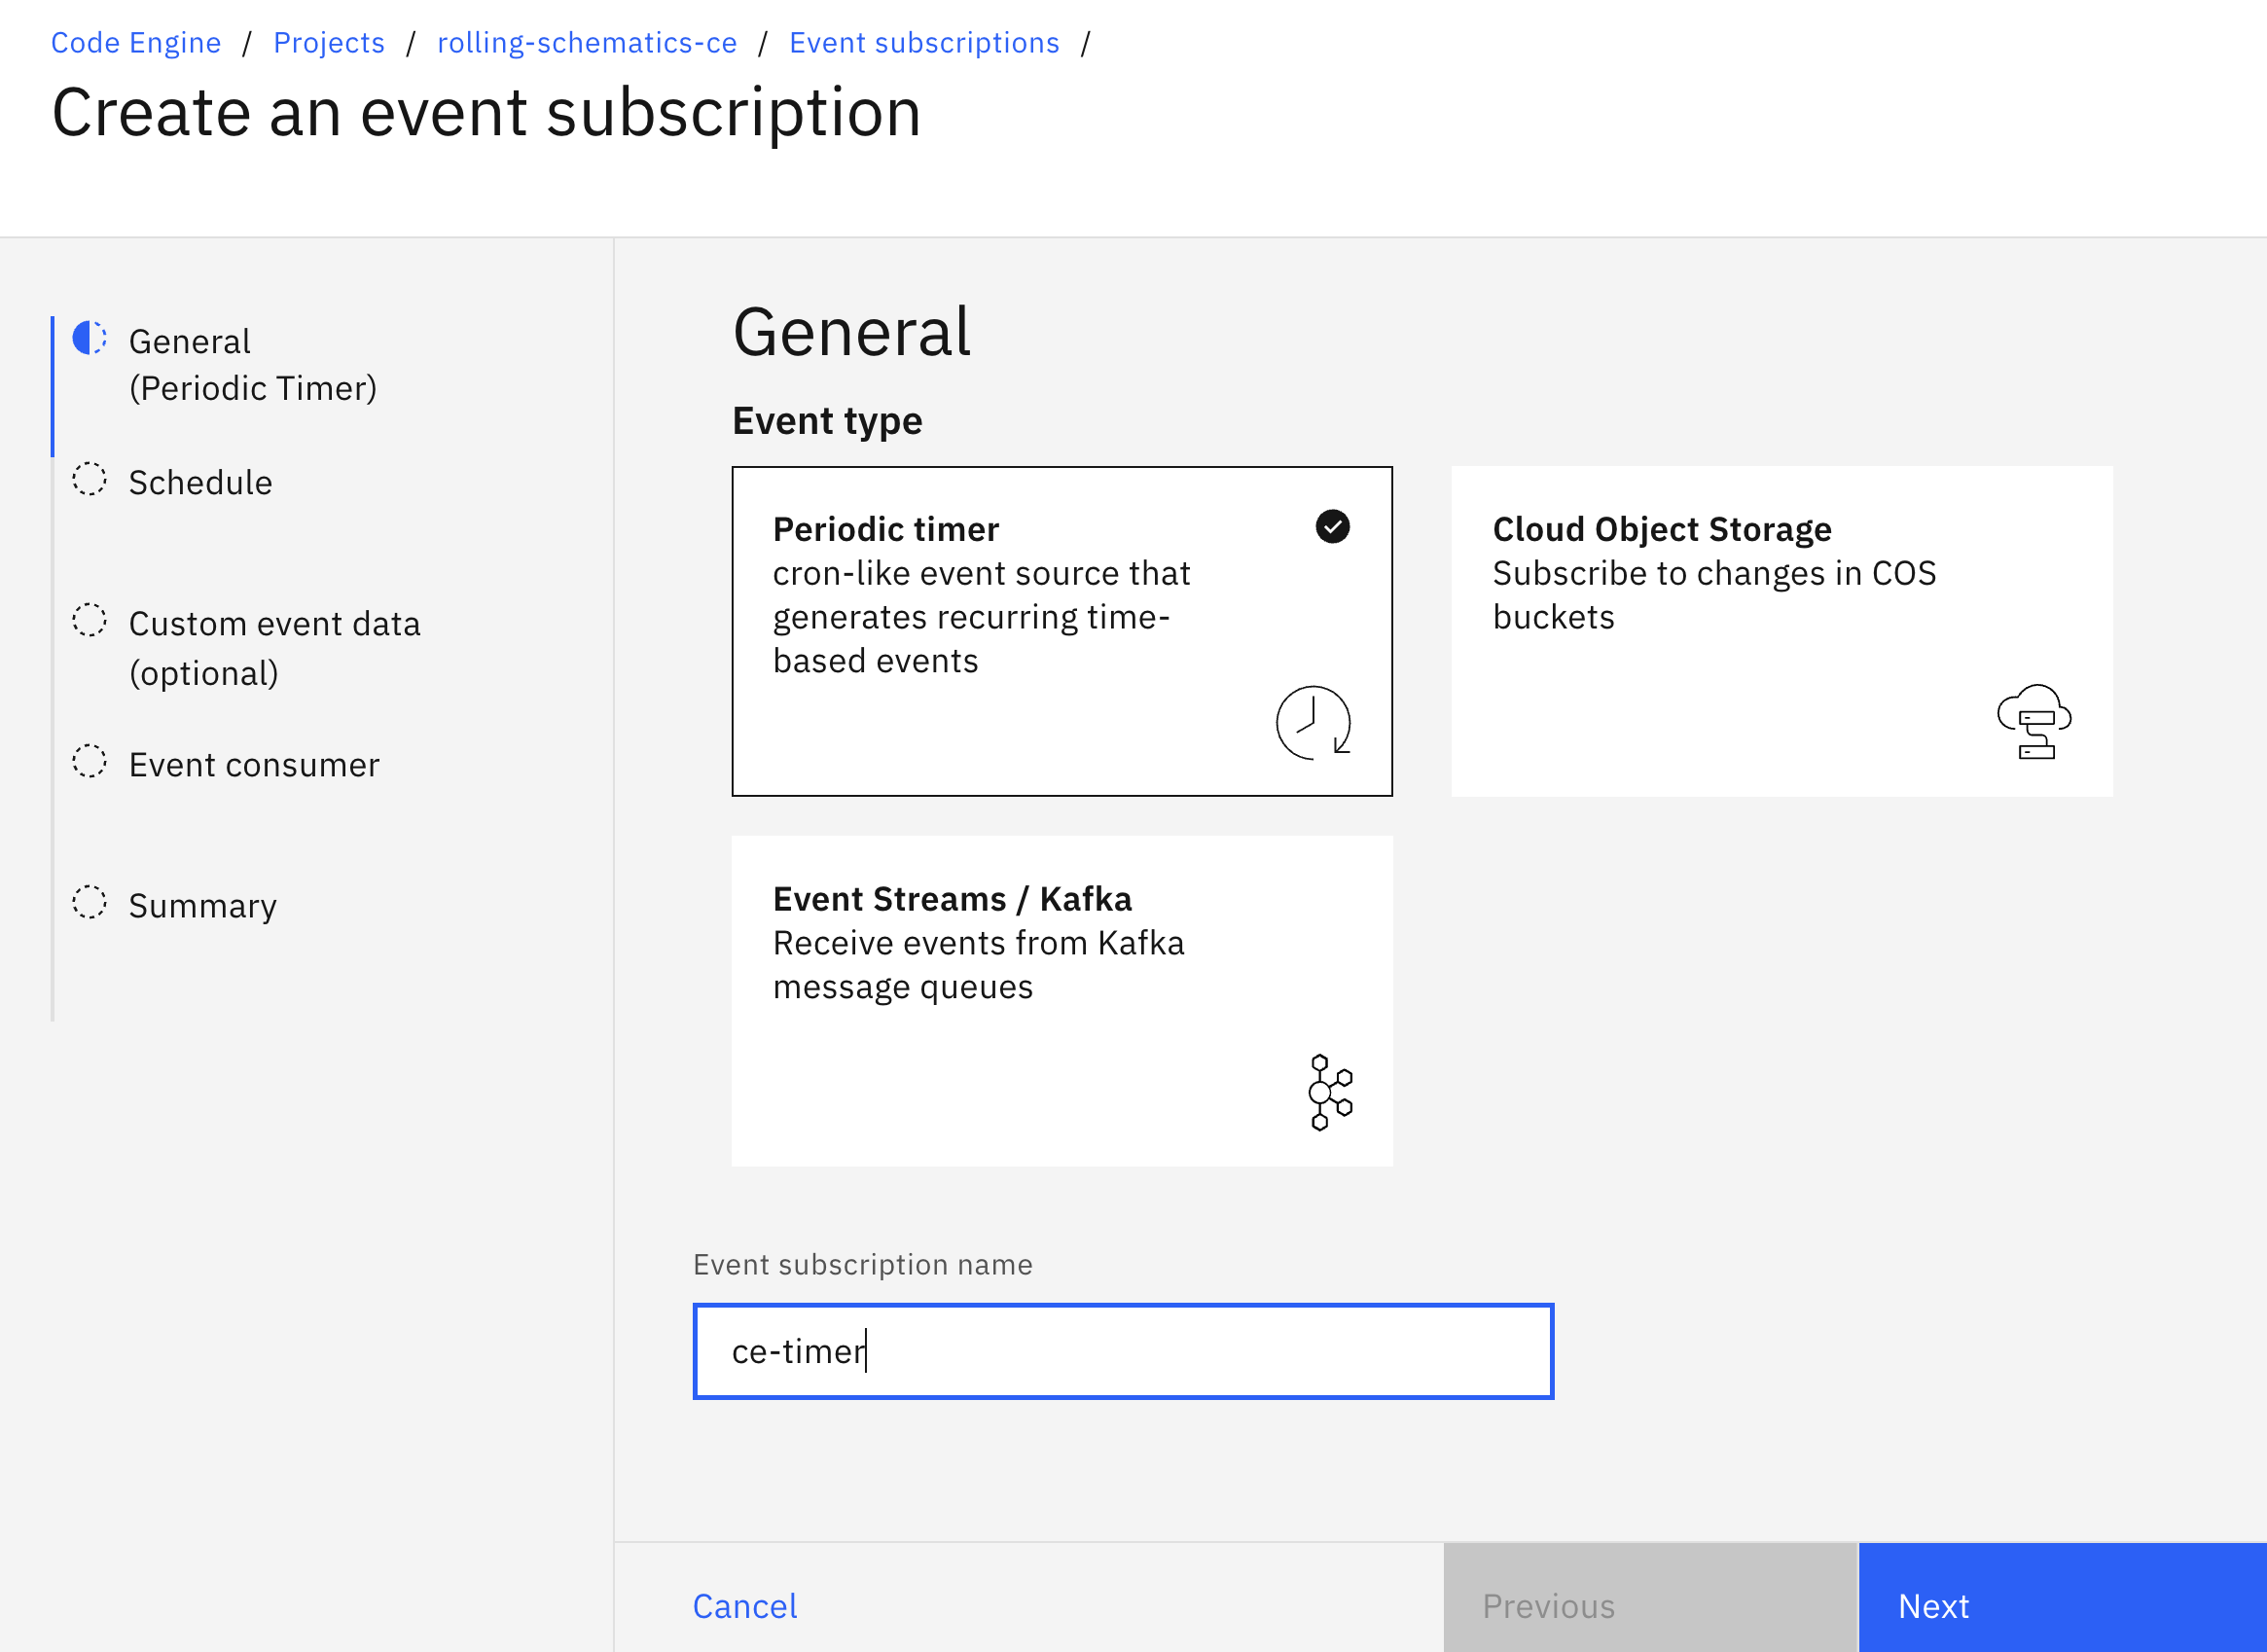 Code Engine / Projects / rolling-schematics-ce / Event subscriptions /
Create an event subscription
General
(Periodic Timer)
Schedule
Custom event data
(optional)
Event consumer
Summary
General
Event type
Periodic timer
cron-like event source that
generates recurring time-
based events
Cloud Object Storage
Subscribe to changes in COS
buckets
Event Streams / Kafka
Receive events from Kafka
message queues
Event subscription name
ce-timer
Cancel
Previous
Next